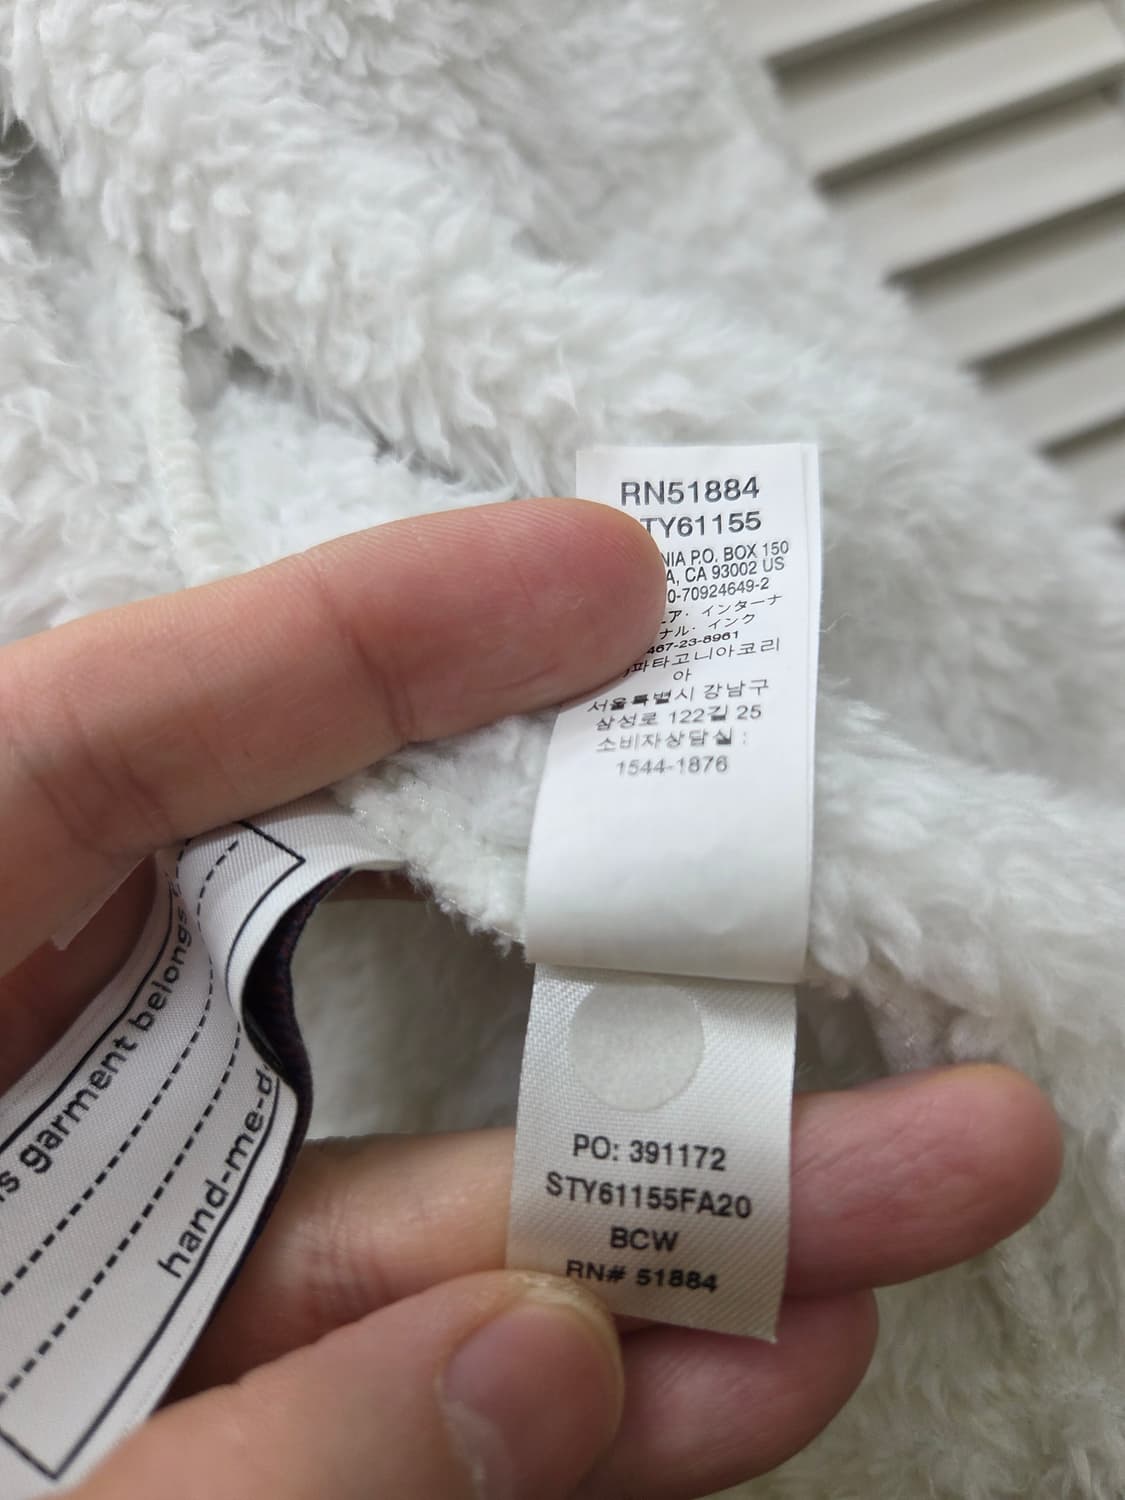 RN51884
TY61155
NIA P.O. BOX 150
A, CA 93002 US
0-70924649-2
ア・インターナ
ナル・インク
467-23-8961
파타고니아코리
아
서울특별시 강남구
삼성로 122길 25
소비자상담실 :
1544-1876
PO: 391172
STY61155FA20
BCW
RN# 51884
s garment belongs
hand-me-d